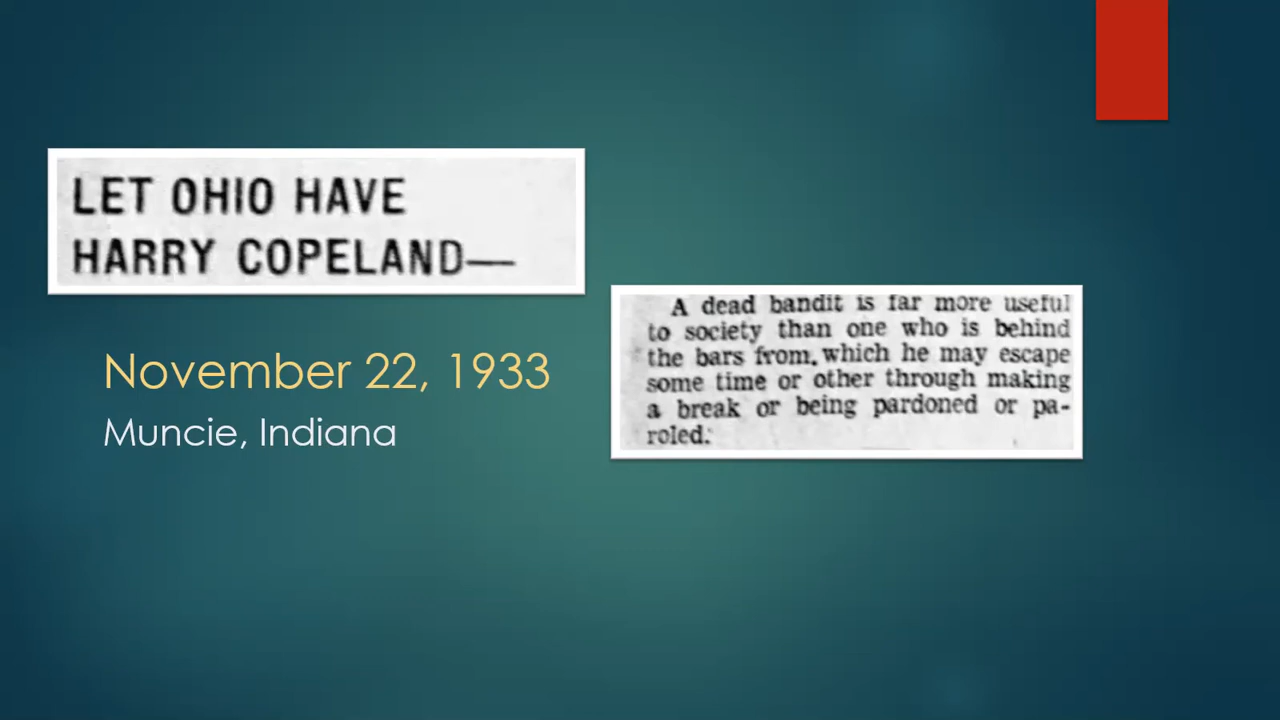 LET OHIO HAVE
HARRY COPELAND—
November 22, 1933
Muncie, Indiana
A dead bandit is far more useful
to society than one who is behind
the bars from, which he may escape
some time or other through making
a break or being pardoned or pa-
roled.